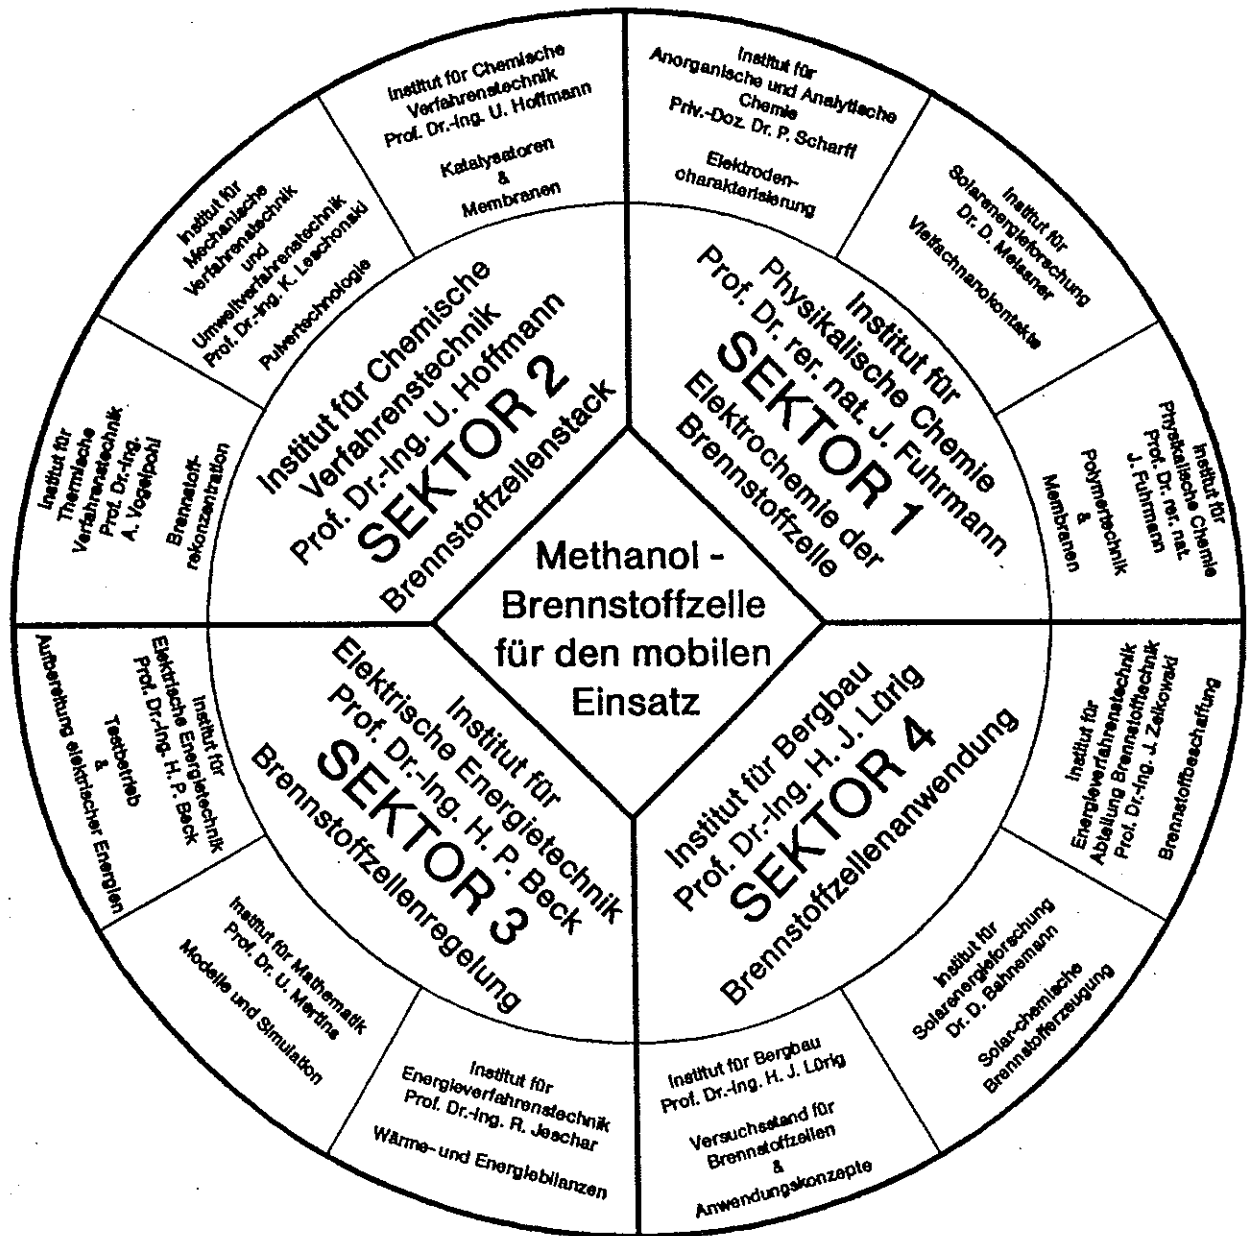 Methanol -
Brennstoffzelle
für den mobilen
Einsatz
Institut für
Physikalische Chemie
Prof. Dr. rer. nat. J. Fuhrmann
SEKTOR 1
Elektrochemie der
Brennstoffzelle
Institut für
Anorganische und Analytische
Chemie
Priv.-Doz. Dr. P. Scharff
Elektroden-
charakterisierung
Institut für
Solarenergieforschung
Dr. D. Meissner
Vielfachnanokontakte
Institut für
Physikalische Chemie
Prof. Dr. rer. nat.
J. Fuhrmann
Polymertechnik
&
Membranen
Institut für Chemische
Verfahrenstechnik
Prof. Dr.-Ing. U. Hoffmann
SEKTOR 2
Brennstoffzellenstack
Institut für Chemische
Verfahrenstechnik
Prof. Dr.-Ing. U. Hoffmann
Katalysatoren
&
Membranen
Institut für
Mechanische
Verfahrenstechnik
und
Umweltverfahrenstechnik
Prof. Dr.-Ing. K. Leschonski
Pulvertechnologie
Institut für
Thermische
Verfahrenstechnik
Prof. Dr.-Ing.
A. Vogelpohl
Brennstoff-
rekonzentration
Institut für
Elektrische Energietechnik
Prof. Dr.-Ing. H. P. Beck
SEKTOR 3
Brennstoffzellenregelung
Institut für
Elektrische Energietechnik
Prof. Dr.-Ing. H. P. Beck
Testbetrieb
&
Aufbereitung elektrischer Energien
Institut für Mathematik
Prof. Dr. U. Mertins
Modelle und Simulation
Institut für
Energieverfahrenstechnik
Prof. Dr.-Ing. R. Jeschar
Wärme- und Energiebilanzen
Institut für Bergbau
Prof. Dr.-Ing. H. J. Lürig
SEKTOR 4
Brennstoffzellenanwendung
Institut für
Energieverfahrenstechnik
Abteilung Brennstofftechnik
Prof. Dr.-Ing. J. Zelkowski
Brennstoffbeschaffung
Institut für
Solarenergieforschung
Dr. D. Bahnemann
Solar-chemische
Brennstofferzeugung
Institut für Bergbau
Prof. Dr.-Ing. H. J. Lürig
Versuchsstand für
Brennstoffzellen
&
Anwendungskonzepte